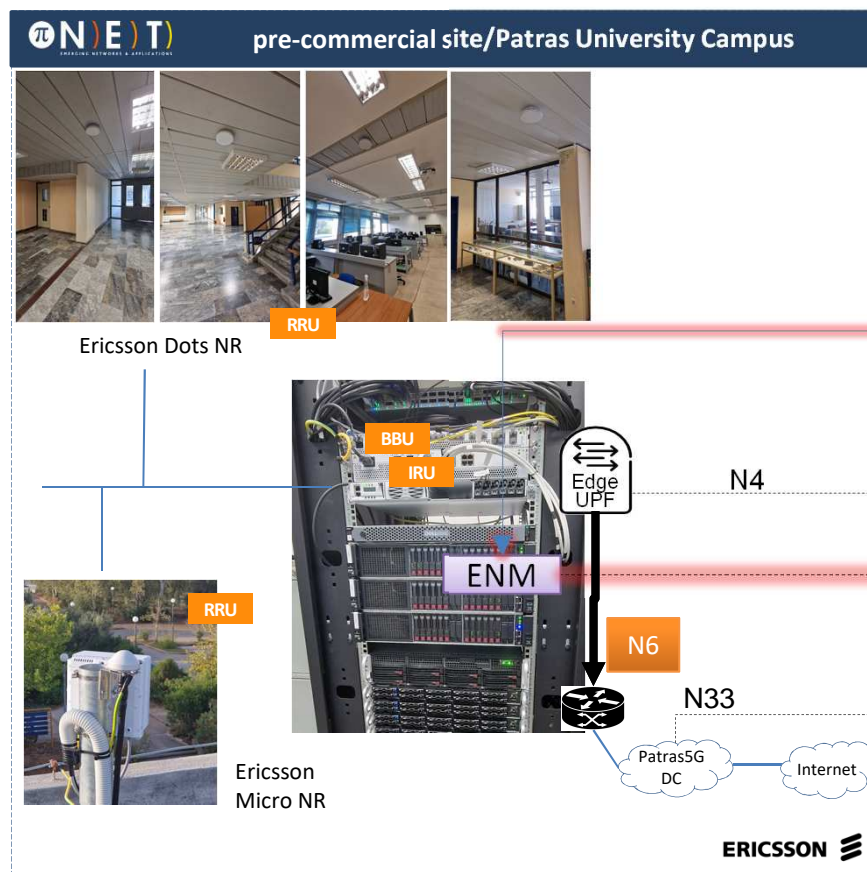 πN)E)T)
EMERGING NETWORKS & APPLICATIONS
pre-commercial site/Patras University Campus
RRU
Ericsson Dots NR
BBU
IRU
Edge
UPF
N4
ENM
RRU
N6
N33
Patras5G
DC
Internet
Ericsson
Micro NR
ERICSSON